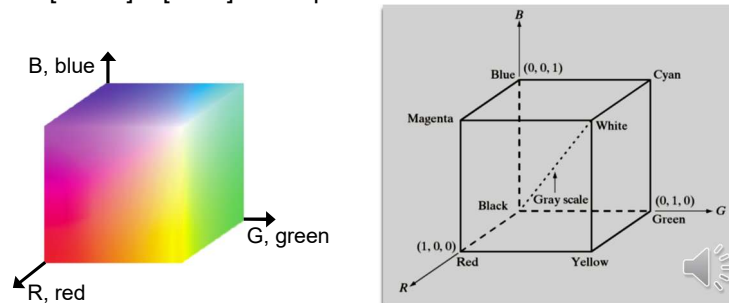 B, blue
G, green
R, red
B
Blue
(0, 0, 1)
Cyan
Magenta
White
Black
Gray scale
(0, 1, 0)
G
Green
(1, 0, 0)
Red
Yellow
R